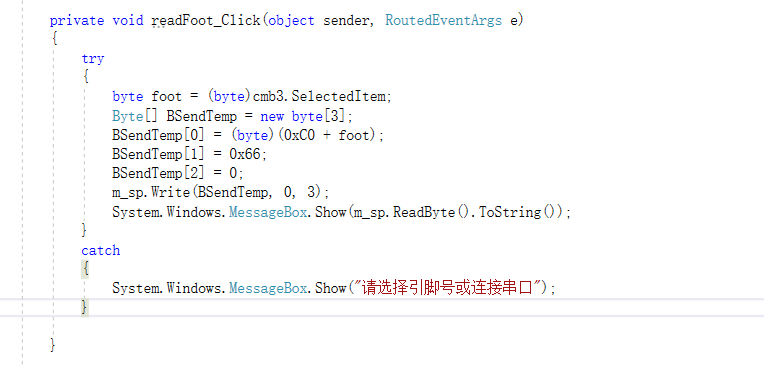 private void readFoot_Click(object sender, RoutedEventArgs e)
{
try
{
byte foot = (byte)cmb3.SelectedItem;
Byte[] BSendTemp = new byte[3];
BSendTemp[0] = (byte)(0xC0 + foot);
BSendTemp[1] = 0x66;
BSendTemp[2] = 0;
m_sp.Write(BSendTemp, 0, 3);
System.Windows.MessageBox.Show(m_sp.ReadByte().ToString());
}
catch
{
System.Windows.MessageBox.Show("请选择引脚号或连接串口");
}
}